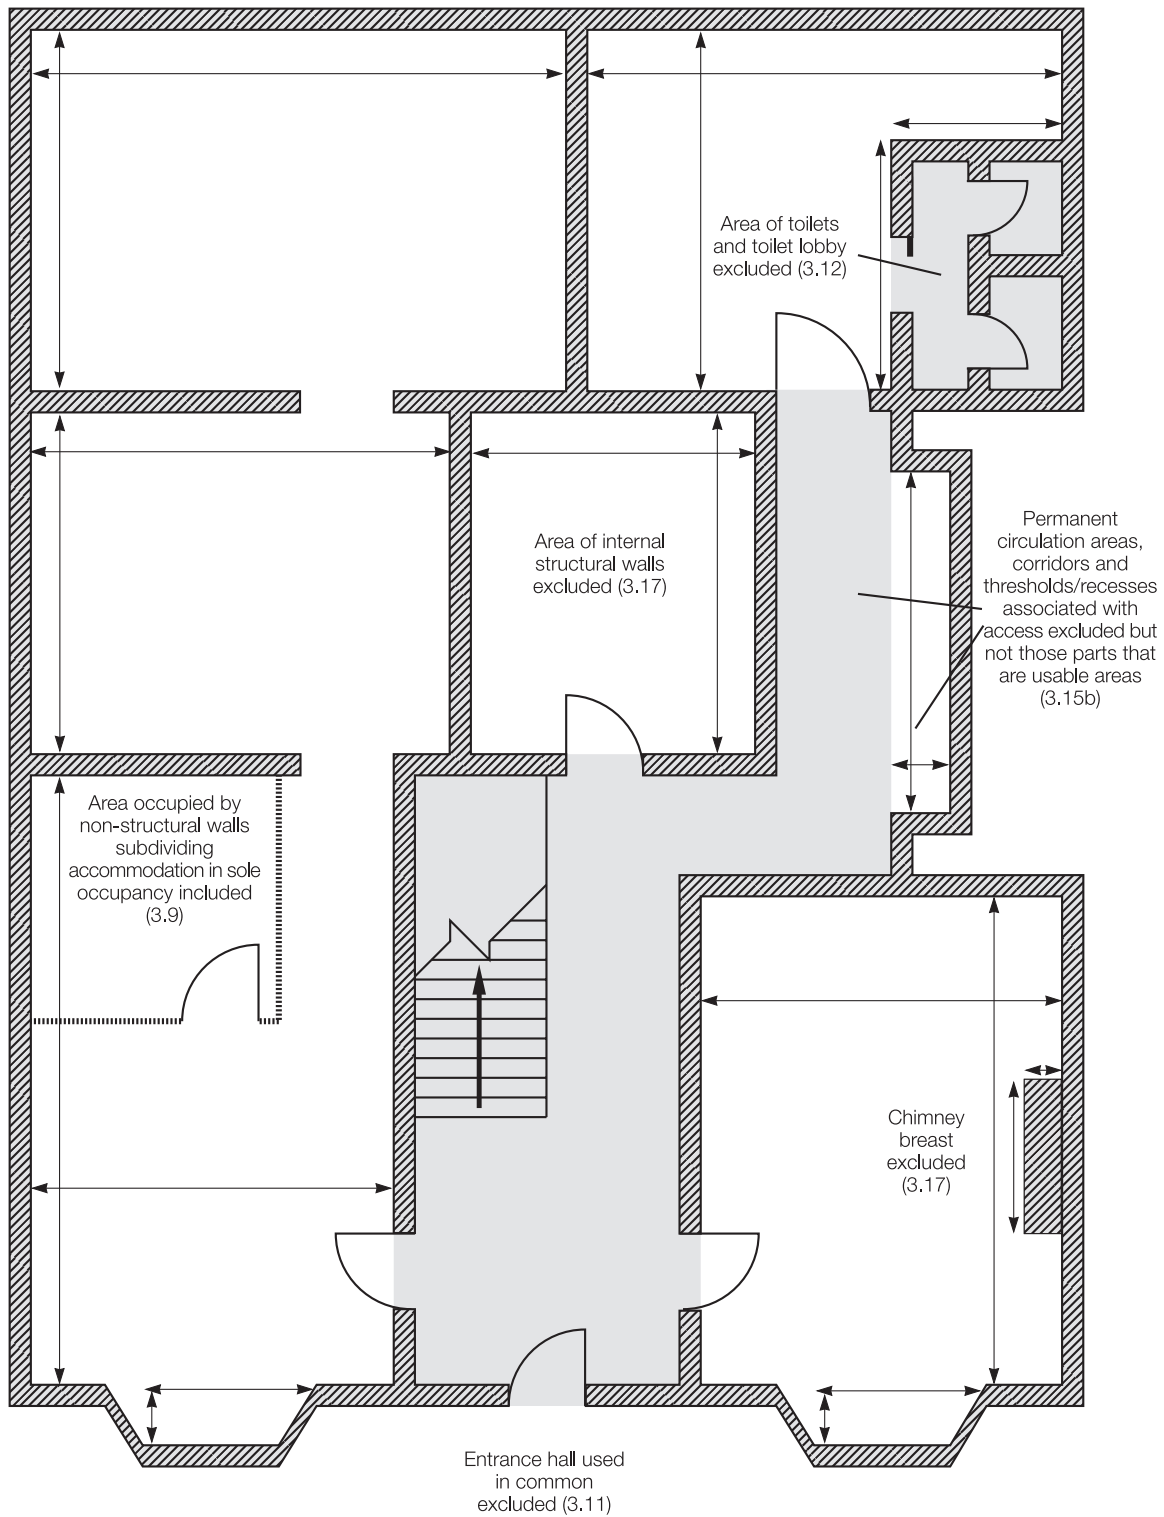 Area of toilets
and toilet lobby
excluded (3.12)
Area of internal
structural walls
excluded (3.17)
Permanent
circulation areas,
corridors and
thresholds/recesses
associated with
access excluded but
not those parts that
are usable areas
(3.15b)
Area occupied by
non-structural walls
subdividing
accommodation in sole
occupancy included
(3.9)
Chimney
breast
excluded
(3.17)
Entrance hall used
in common
excluded (3.11)